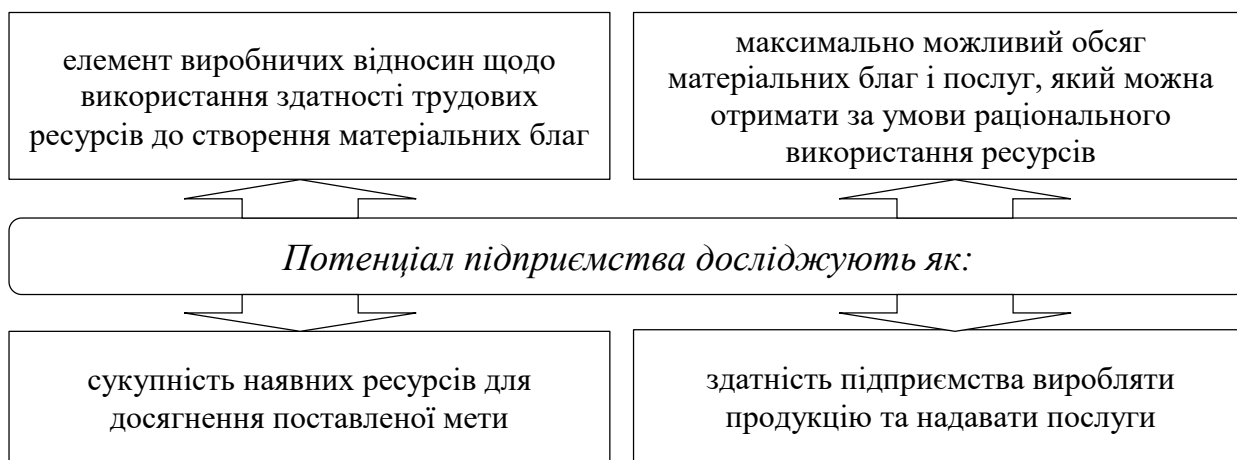 елемент виробничих відносин щодо
використання здатності трудових
ресурсів до створення матеріальних благ
максимально можливий обсяг
матеріальних благ і послуг, який можна
отримати за умови раціонального
використання ресурсів
Потенціал підприємства досліджують як:
сукупність наявних ресурсів для
досягнення поставленої мети
здатність підприємства виробляти
продукцію та надавати послуги